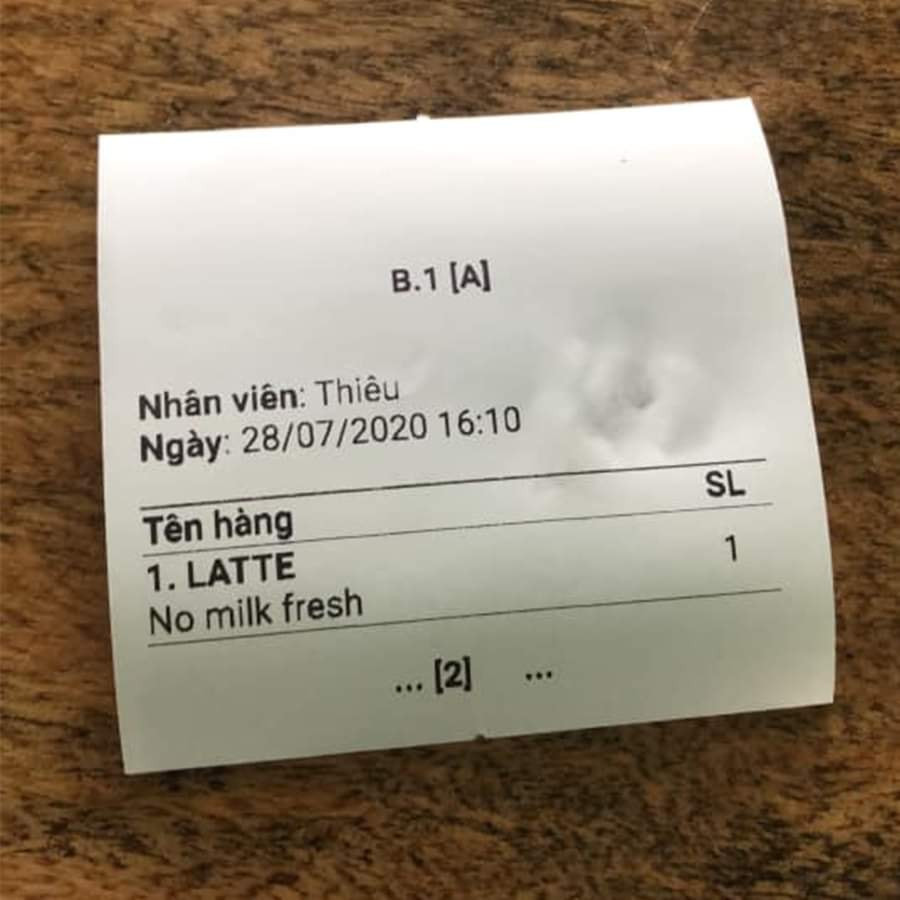 B.1 [A]
Nhân viên: Thiêu
Ngày: 28/07/2020 16:10
Tên hàng SL
1. LATTE 1
No milk fresh
... [2] ...